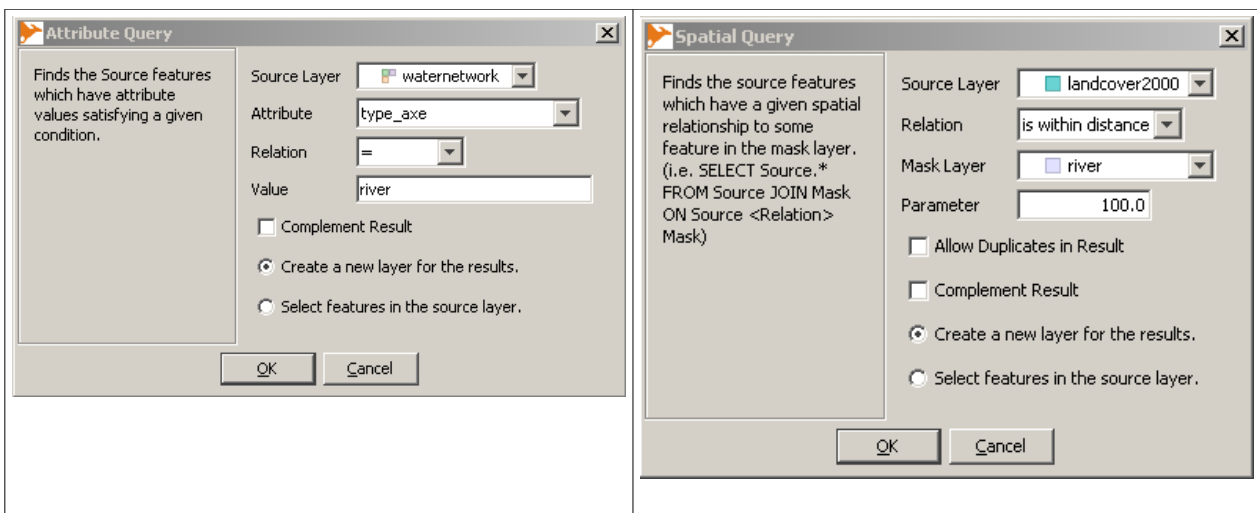 Attribute Query
Finds the Source features
which have attribute
values satisfying a given
condition.
Source Layer waternetwork
Attribute type_axe
Relation =
Value river
Complement Result
Create a new layer for the results.
Select features in the source layer.
OK Cancel
Spatial Query
Finds the source features
which have a given spatial
relationship to some
feature in the mask layer.
(i.e. SELECT Source.*
FROM Source JOIN Mask
ON Source <Relation>
Mask)
Source Layer landcover2000
Relation is within distance
Mask Layer river
Parameter 100.0
Allow Duplicates in Result
Complement Result
Create a new layer for the results.
Select features in the source layer.
OK Cancel